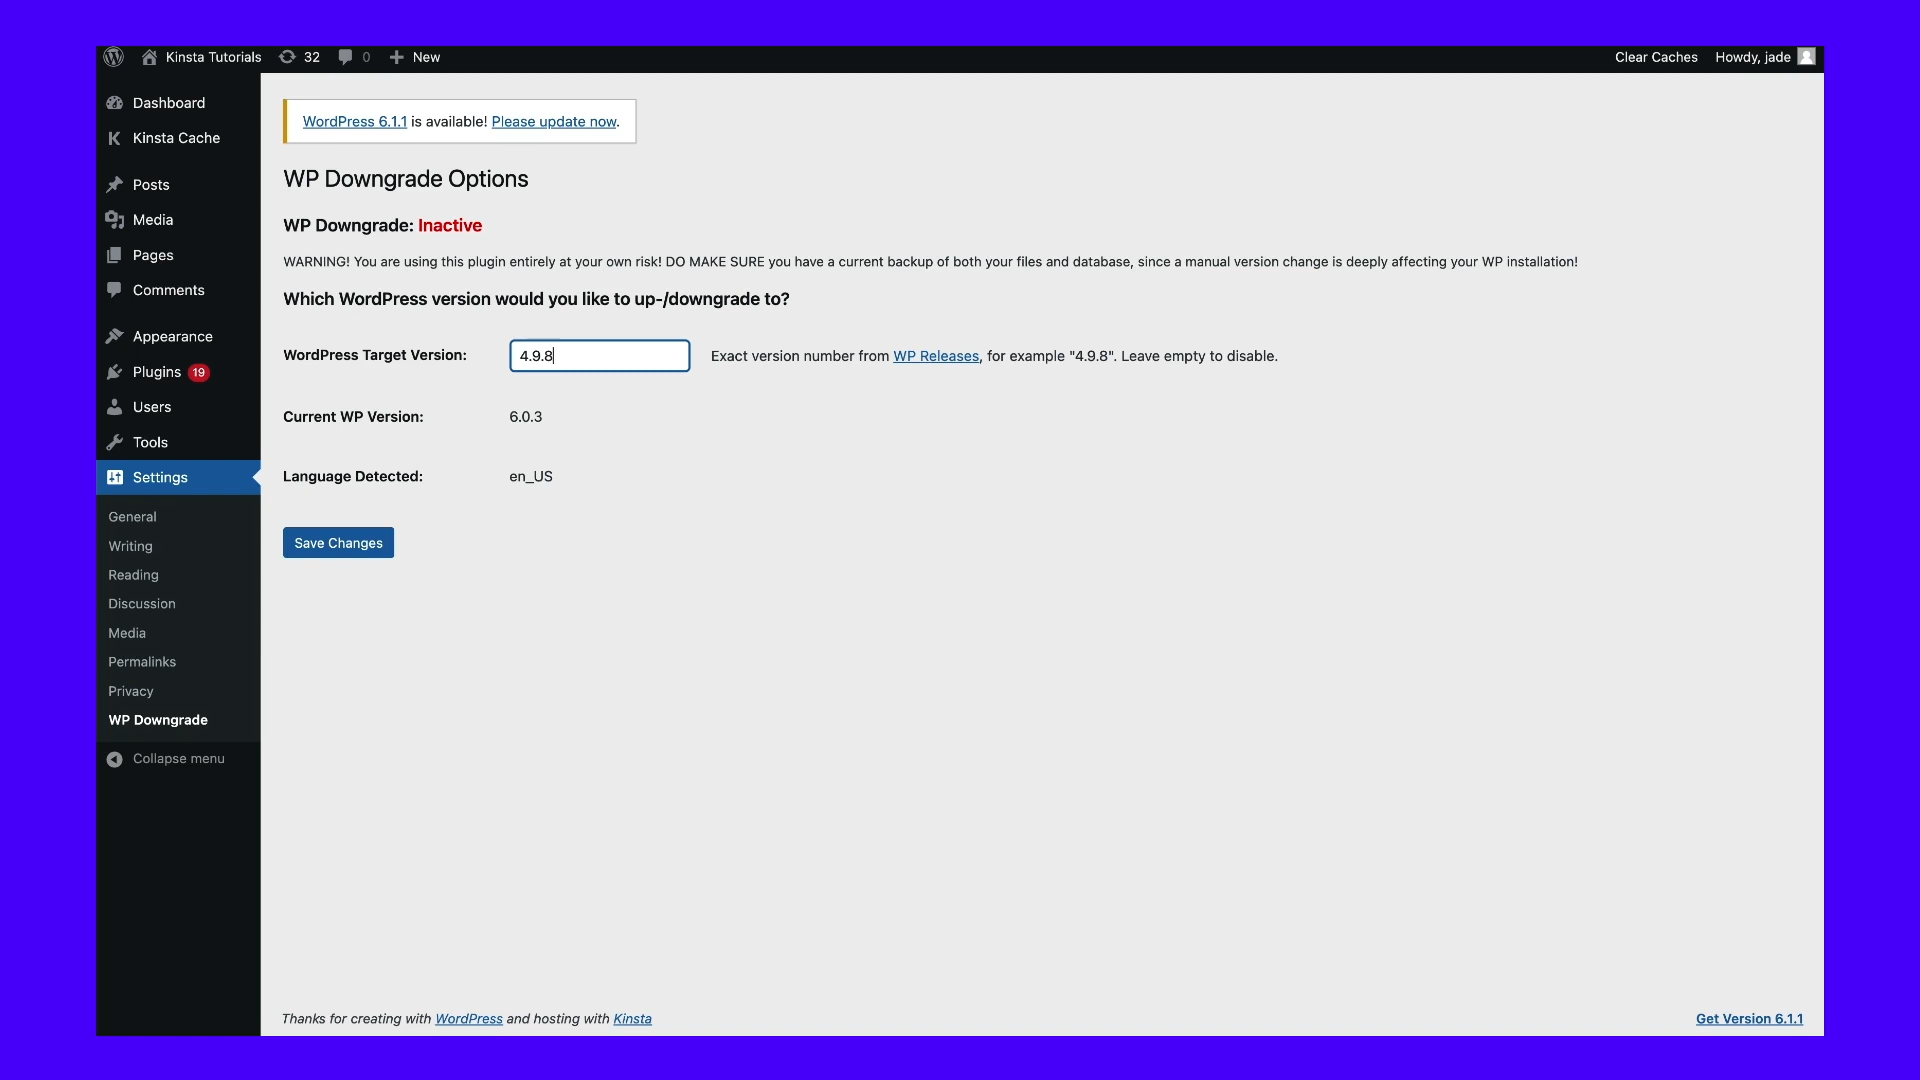 Kinsta Tutorials 32 0 New Clear Caches Howdy, jade
Dashboard
Kinsta Cache
Posts
Media
Pages
Comments
Appearance
Plugins 19
Users
Tools
Settings
General
Writing
Reading
Discussion
Media
Permalinks
Privacy
WP Downgrade
Collapse menu
WordPress 6.1.1 is available! Please update now.
WP Downgrade Options
WP Downgrade: Inactive
WARNING! You are using this plugin entirely at your own risk! DO MAKE SURE you have a current backup of both your files and database, since a manual version change is deeply affecting your WP installation!
Which WordPress version would you like to up-/downgrade to?
WordPress Target Version: 4.9.8 Exact version number from WP Releases, for example "4.9.8". Leave empty to disable.
Current WP Version: 6.0.3
Language Detected: en_US
Save Changes
Thanks for creating with WordPress and hosting with Kinsta Get Version 6.1.1